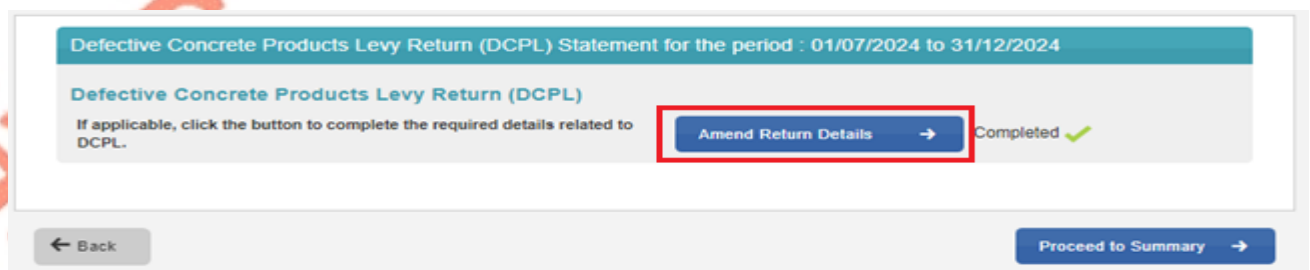 Defective Concrete Products Levy Return (DCPL) Statement for the period : 01/07/2024 to 31/12/2024
Defective Concrete Products Levy Return (DCPL)
If applicable, click the button to complete the required details related to
DCPL.
Amend Return Details → Completed
← Back
Proceed to Summary →